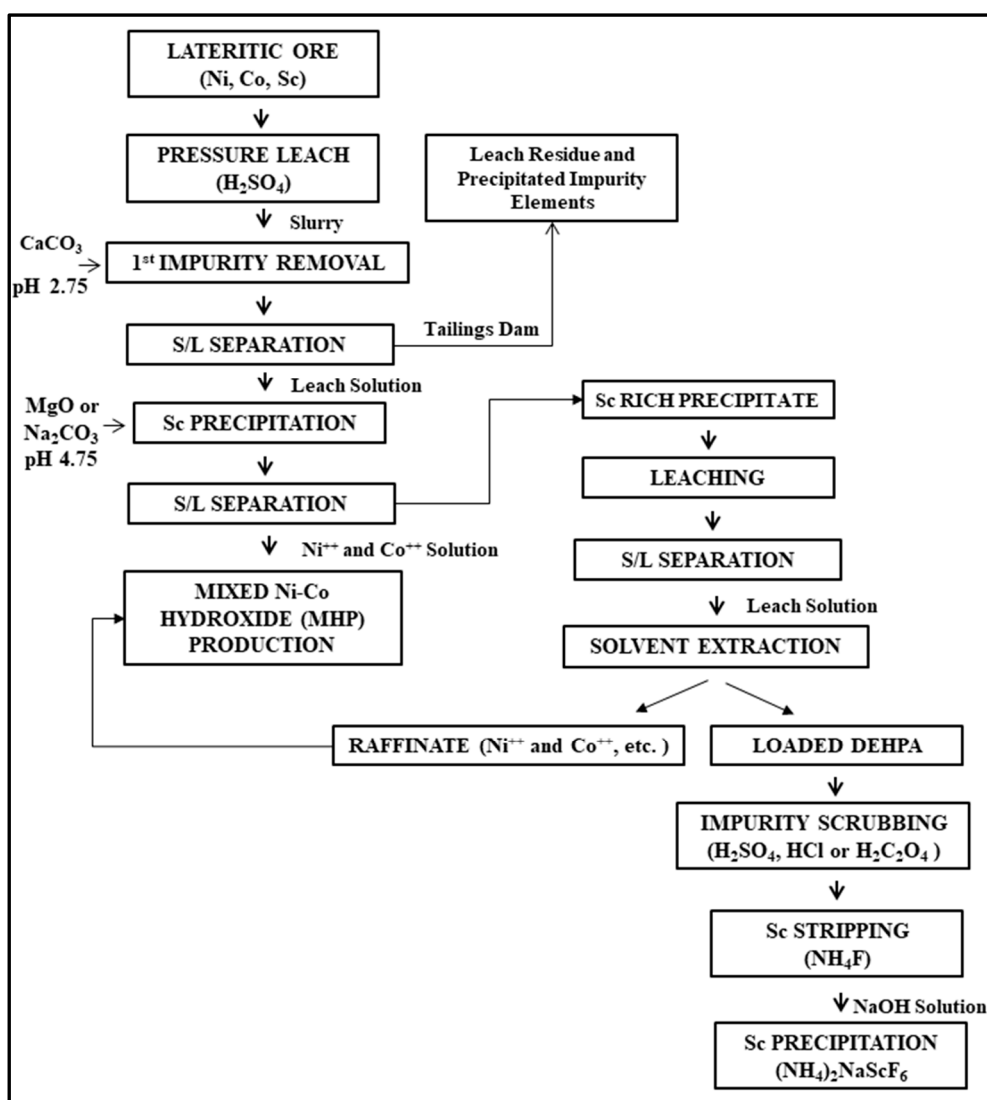 LATERITIC ORE
(Ni, Co, Sc)
PRESSURE LEACH
(H₂SO₄)
Leach Residue and
Precipitated Impurity
Elements
Slurry
CaCO₃
pH 2.75
1ˢᵗ IMPURITY REMOVAL
S/L SEPARATION
Tailings Dam
Leach Solution
MgO or
Na₂CO₃
pH 4.75
Sc PRECIPITATION
Sc RICH PRECIPITATE
S/L SEPARATION
LEACHING
Ni⁺⁺ and Co⁺⁺ Solution
S/L SEPARATION
MIXED Ni-Co
HYDROXIDE (MHP)
PRODUCTION
Leach Solution
SOLVENT EXTRACTION
RAFFINATE (Ni⁺⁺ and Co⁺⁺, etc. )
LOADED DEHPA
IMPURITY SCRUBBING
(H₂SO₄, HCl or H₂C₂O₄ )
Sc STRIPPING
(NH₄F)
NaOH Solution
Sc PRECIPITATION
(NH₄)₂NaScF₆